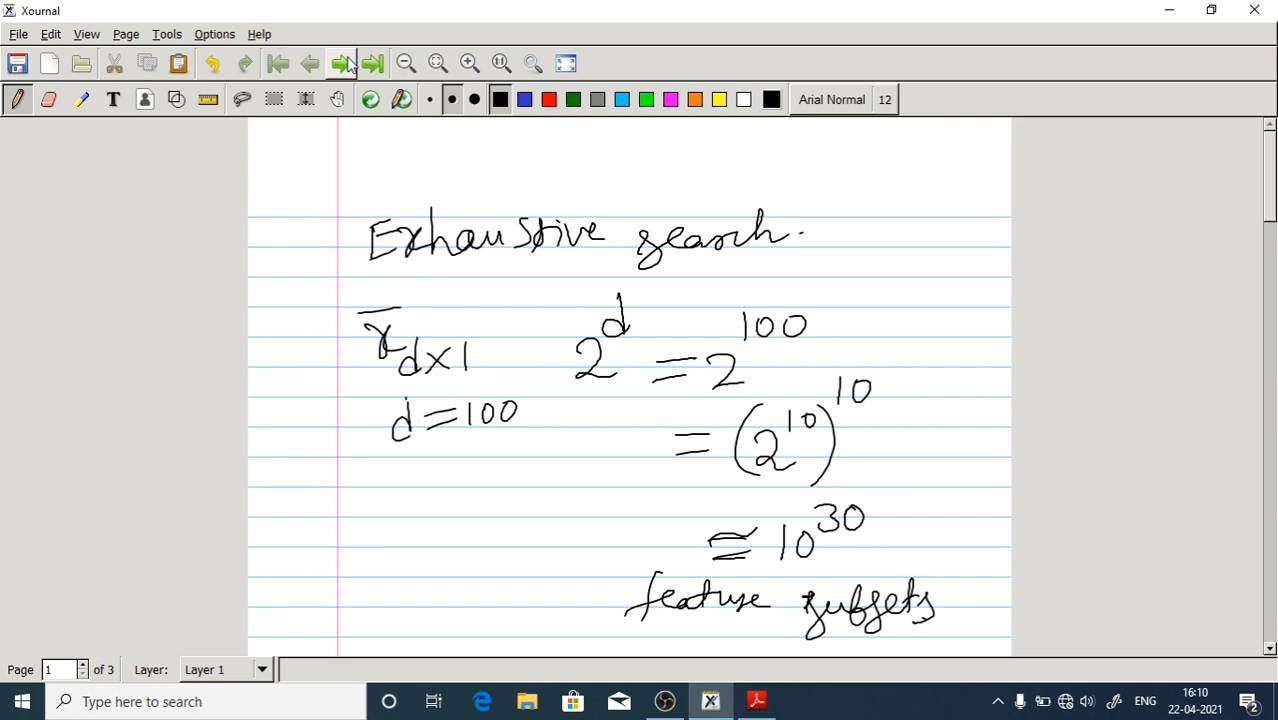 Xournal
File Edit View Page Tools Options Help
Arial Normal 12
Exhaustive search.
x̄ d×1 2^d = 2^100
d = 100 = (2^10)^10
≅ 10^30
feature subsets
Page 1 of 3 Layer: Layer 1
Type here to search ENG 16:10
22-04-2021 2